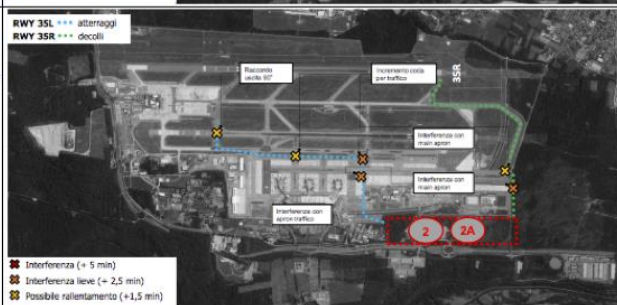 RWY 35L atterraggi
RWY 35R decolli
Raccordo
uscita 90°
Incremento coda
per traffico
35R
Interferenza con
main apron
Interferenza con
main apron
Interferenza con
apron traffico
2
2A
Interferenza (+ 5 min)
Interferenza lieve (+ 2,5 min)
Possibile rallentamento (+1,5 min)